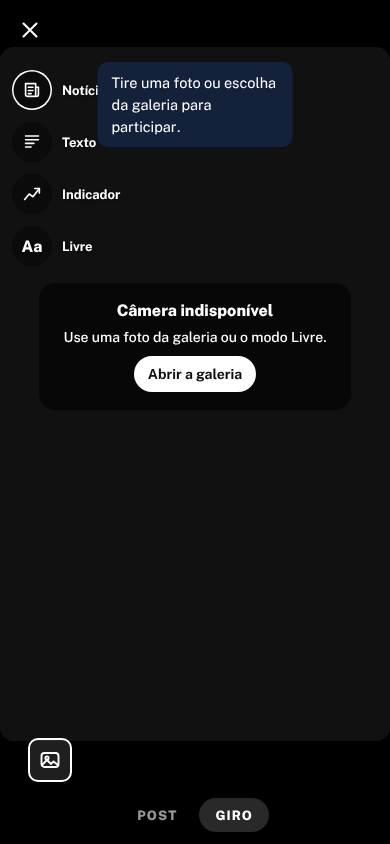 Tire uma foto ou escolha
da galeria para
participar.
Texto
Indicador
Aa
Livre
Câmera indisponível
Use uma foto da galeria ou o modo Livre.
Abrir a galeria
POST
GIRO